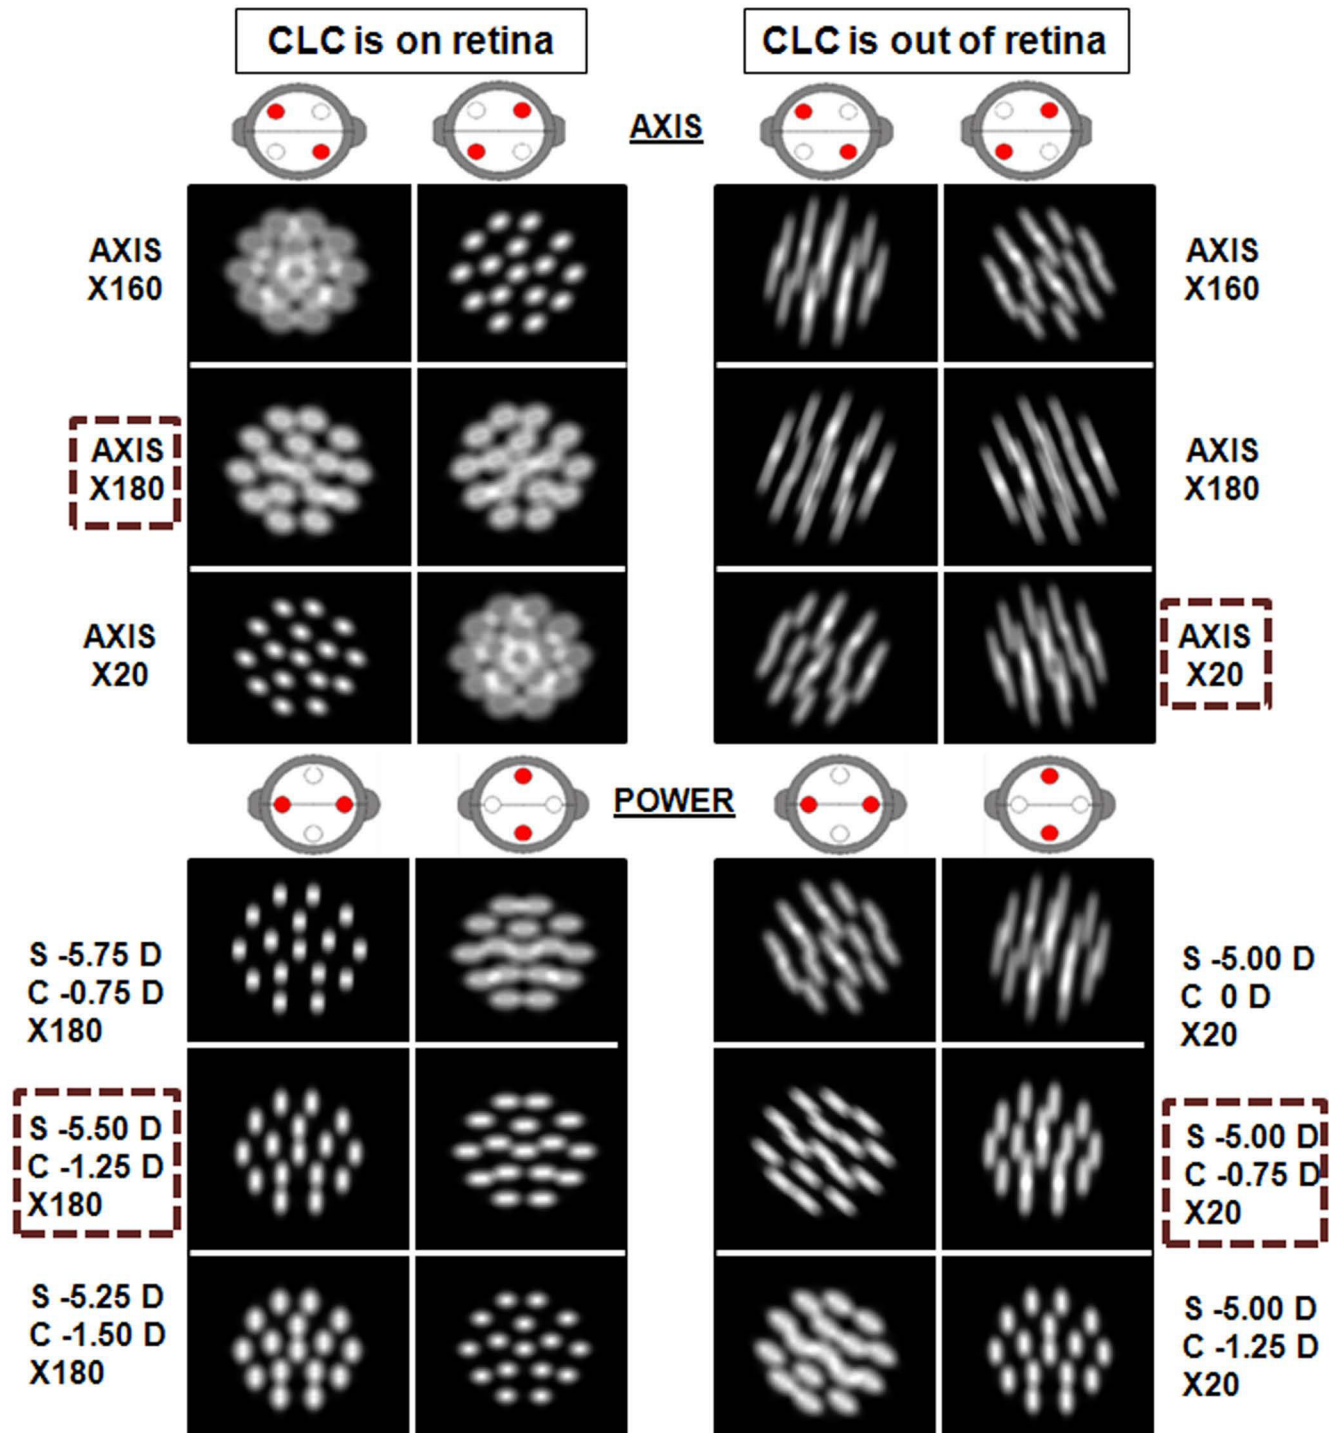 CLC is on retina
CLC is out of retina
AXIS
AXIS
X160
AXIS
X160
AXIS
X180
AXIS
X180
AXIS
X20
AXIS
X20
POWER
S -5.75 D
C -0.75 D
X180
S -5.00 D
C 0 D
X20
S -5.50 D
C -1.25 D
X180
S -5.00 D
C -0.75 D
X20
S -5.25 D
C -1.50 D
X180
S -5.00 D
C -1.25 D
X20